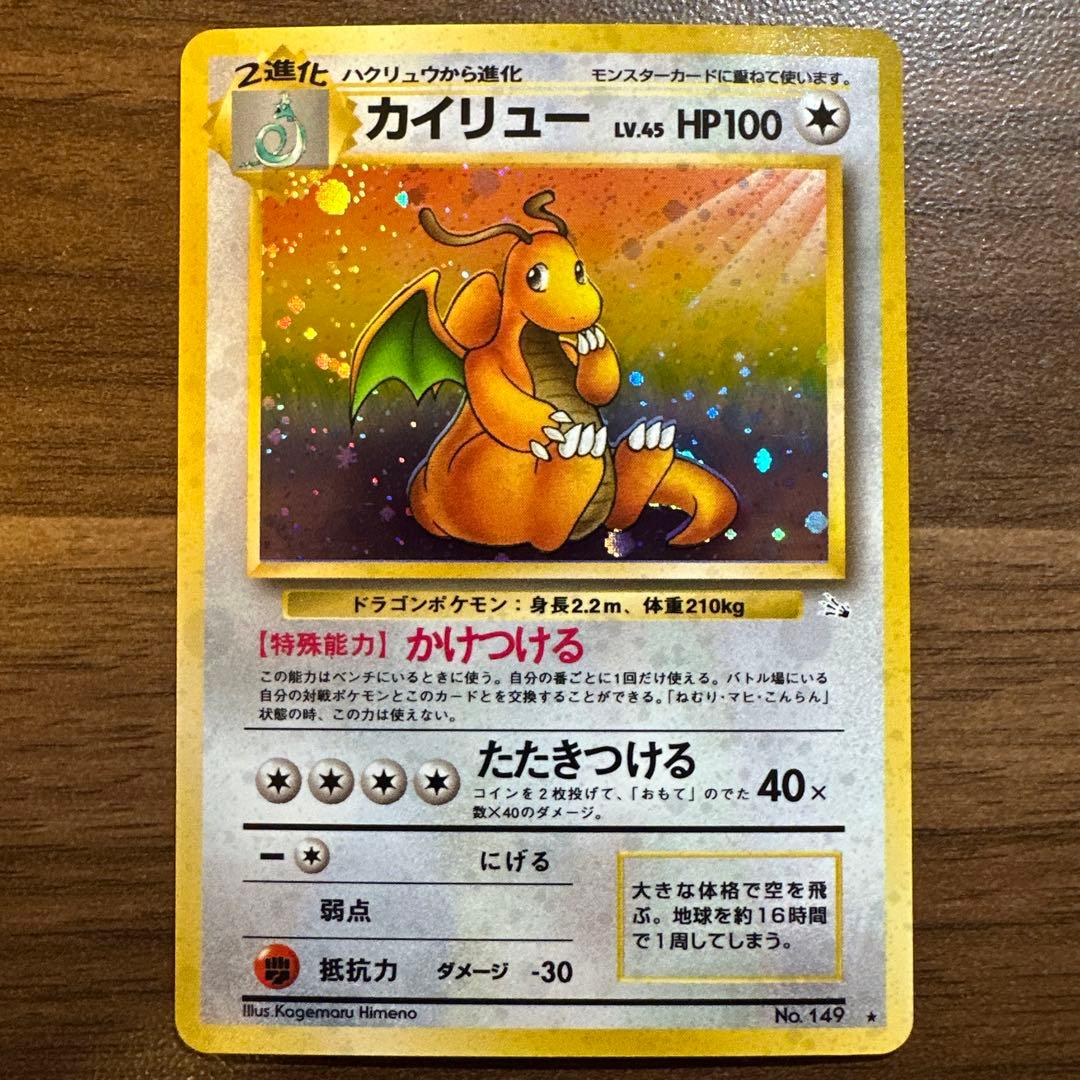 2進化 ハクリュウから進化 モンスターカードに重ねて使います。
カイリュー LV.45 HP100
ドラゴンポケモン：身長2.2m、体重210kg
【特殊能力】かけつける
この能力はベンチにいるときに使う。自分の番ごとに1回だけ使える。バトル場にいる
自分の対戦ポケモンとこのカードとを交換することができる。「ねむり・マヒ・こんらん」
状態の時、この力は使えない。
たたきつける
コインを2枚投げて、「おもて」のでた
数×40のダメージ。
40×
ー にげる
弱点
抵抗力 ダメージ -30
大きな体格で空を飛
ぶ。地球を約16時間
で1周してしまう。
Illus.Kagemaru Himeno
No. 149 ★